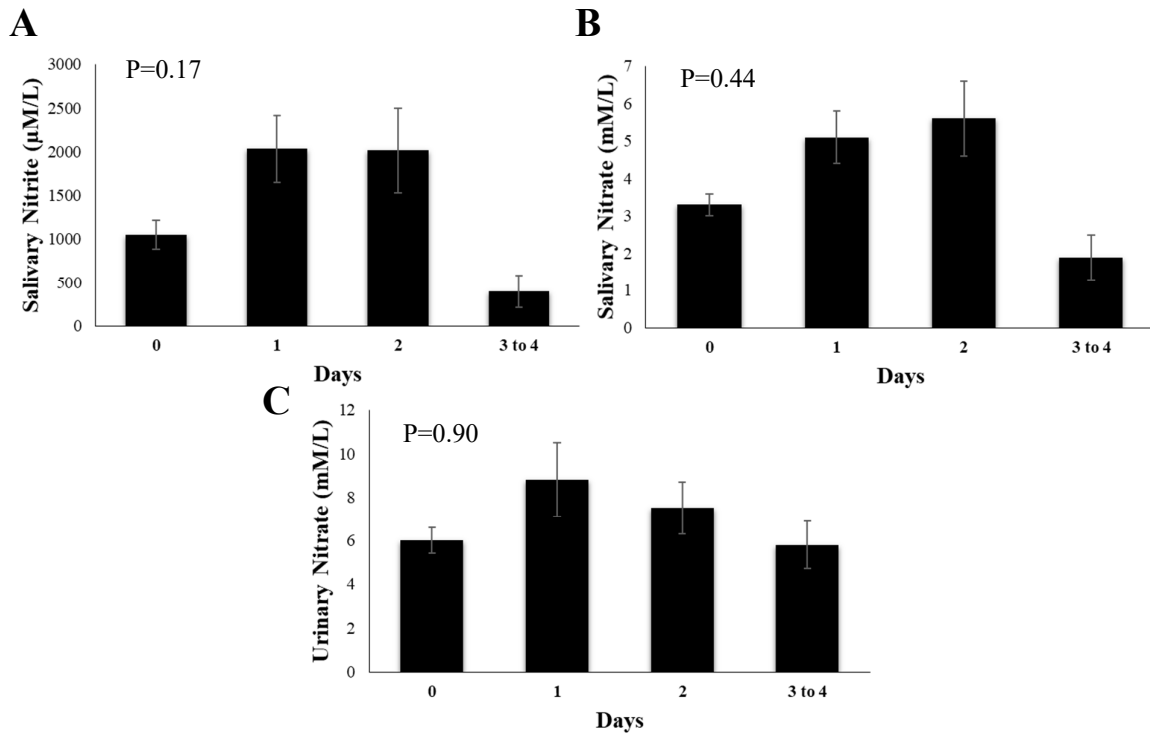 A
P=0.17
Salivary Nitrite (µM/L)
3000
2500
2000
1500
1000
500
0
0 1 2 3 to 4
Days
B
P=0.44
Salivary Nitrate (mM/L)
7
6
5
4
3
2
1
0
0 1 2 3 to 4
Days
C
P=0.90
Urinary Nitrate (mM/L)
12
10
8
6
4
2
0
0 1 2 3 to 4
Days